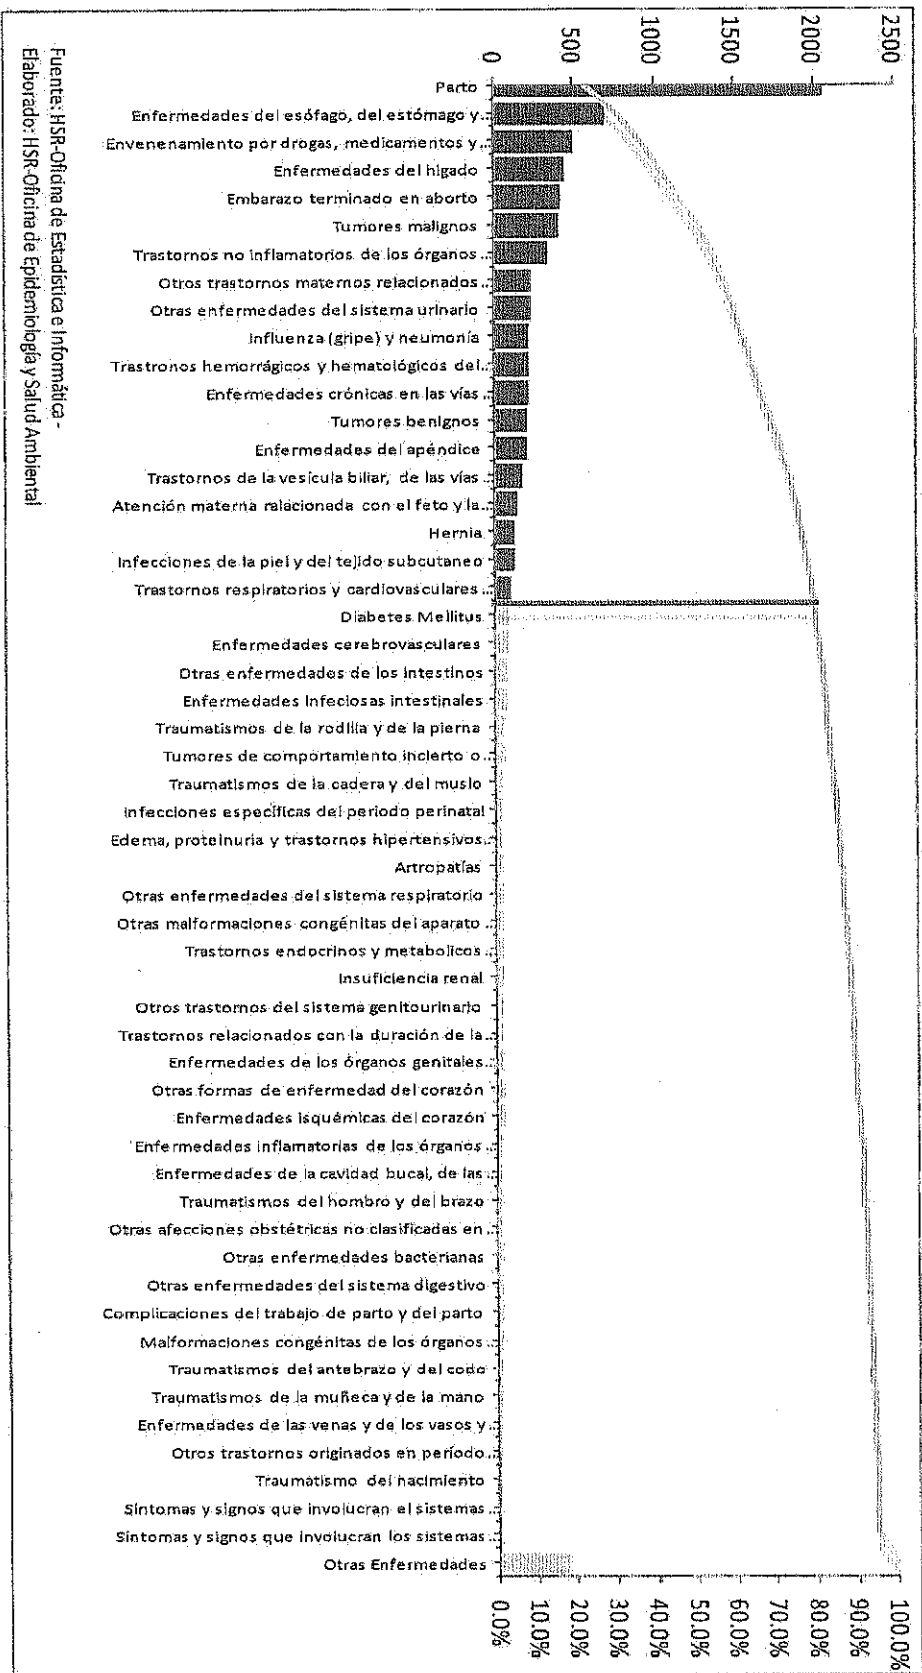 2500
2000
1500
1000
500
0
Parto
Enfermedades del esófago, del estómago y..
Envenenamiento por drogas, medicamentos y..
Enfermedades del hígado
Embarazo terminado en aborto
Tumores malignos
Trastornos no inflamatorios de los órganos..
Otros trastornos maternos relacionados..
Otras enfermedades del sistema urinario
Influenza (gripe) y neumonía
Trastronos hemorrágicos y hematológicos del..
Enfermedades crónicas en las vías..
Tumores benignos
Enfermedades del apéndice
Trastornos de la vesícula biliar, de las vías..
Atención materna relacionada con el feto y la..
Hernia
Infecciones de la piel y del tejido subcutaneo
Trastornos respiratorios y cardiovasculares..
Diabetes Mellitus
Enfermedades cerebrovasculares
Otras enfermedades de los intestinos
Enfermedades Infeciosas intestinales
Traumatismos de la rodilla y de la pierna
Tumores de comportamiento incierto o..
Traumatismos de la cadera y del muslo
Infecciones específicas del periodo perinatal
Edema, proteinuria y trastornos hipertensivos..
Artropatías
Otras enfermedades del sistema respiratorio
Otras malformaciones congénitas del aparato..
Trastornos endocrinos y metabolicos..
Insuficiencia renal
Otros trastornos del sistema genitourinario
Trastornos relacionados con la duración de la..
Enfermedades de los órganos genitales..
Otras formas de enfermedad del corazón
Enfermedades isquémicas del corazón
Enfermedades inflamatorias de los órganos..
Enfermedades de la cavidad bucal, de las..
Traumatismos del hombro y del brazo
Otras afecciones obstétricas no clasificadas en..
Otras enfermedades bacterianas
Otras enfermedades del sistema digestivo
Complicaciones del trabajo de parto y del parto
Malformaciones congénitas de los órganos..
Traumatismos del antebrazo y del codo
Traumatismos de la muñeca y de la mano
Enfermedades de las venas y de los vasos y..
Otros trastornos originados en período..
Traumatismo del nacimiento
Síntomas y signos que involucran el sistemas..
Síntomas y signos que involucran los sistemas..
Otras Enfermedades
100.0%
90.0%
80.0%
70.0%
60.0%
50.0%
40.0%
30.0%
20.0%
10.0%
0.0%
Fuente: HSR-Oficina de Estadística e Informática -
Elaborado: HSR-Oficina de Epidemiología y Salud Ambiental